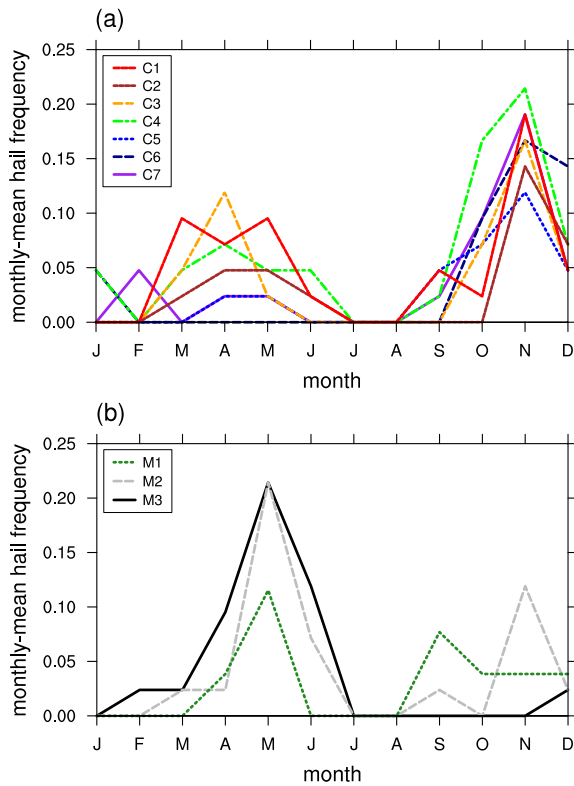 (a)
monthly-mean hail frequency
0.25
0.20
0.15
0.10
0.05
0.00
C1
C2
C3
C4
C5
C6
C7
J F M A M J J A S O N D
month
(b)
monthly-mean hail frequency
0.25
0.20
0.15
0.10
0.05
0.00
M1
M2
M3
J F M A M J J A S O N D
month